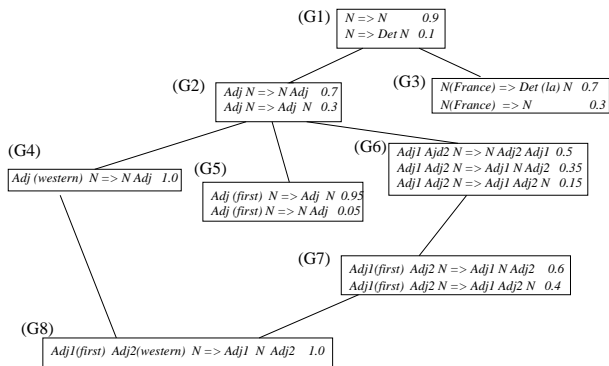 (G1)
N => N 0.9
N => Det N 0.1
(G2)
Adj N => N Adj 0.7
Adj N => Adj N 0.3
(G3)
N(France) => Det (la) N 0.7
N(France) => N 0.3
(G4)
Adj (western) N => N Adj 1.0
(G5)
Adj (first) N => Adj N 0.95
Adj (first) N => N Adj 0.05
(G6)
Adj1 Ajd2 N => N Adj2 Adj1 0.5
Adj1 Adj2 N => Adj1 N Adj2 0.35
Adj1 Adj2 N => Adj1 Adj2 N 0.15
(G7)
Adj1(first) Adj2 N => Adj1 N Adj2 0.6
Adj1(first) Adj2 N => Adj1 Adj2 N 0.4
(G8)
Adj1(first) Adj2(western) N => Adj1 N Adj2 1.0